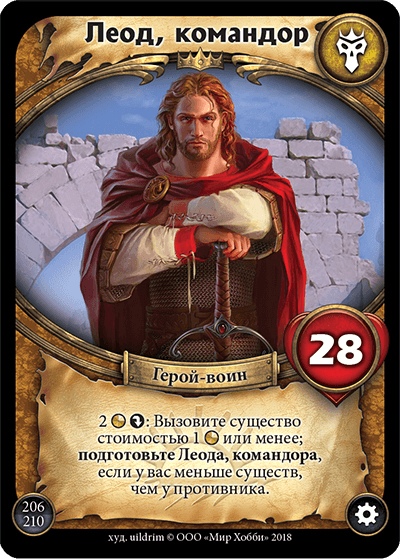 Леод, командор
28
Герой-воин
2 : Вызовите существо
стоимостью 1 или менее;
подготовьте Леода, командора,
если у вас меньше существ,
чем у противника.
206
210
худ. uildrim © ООО «Мир Хобби» 2018